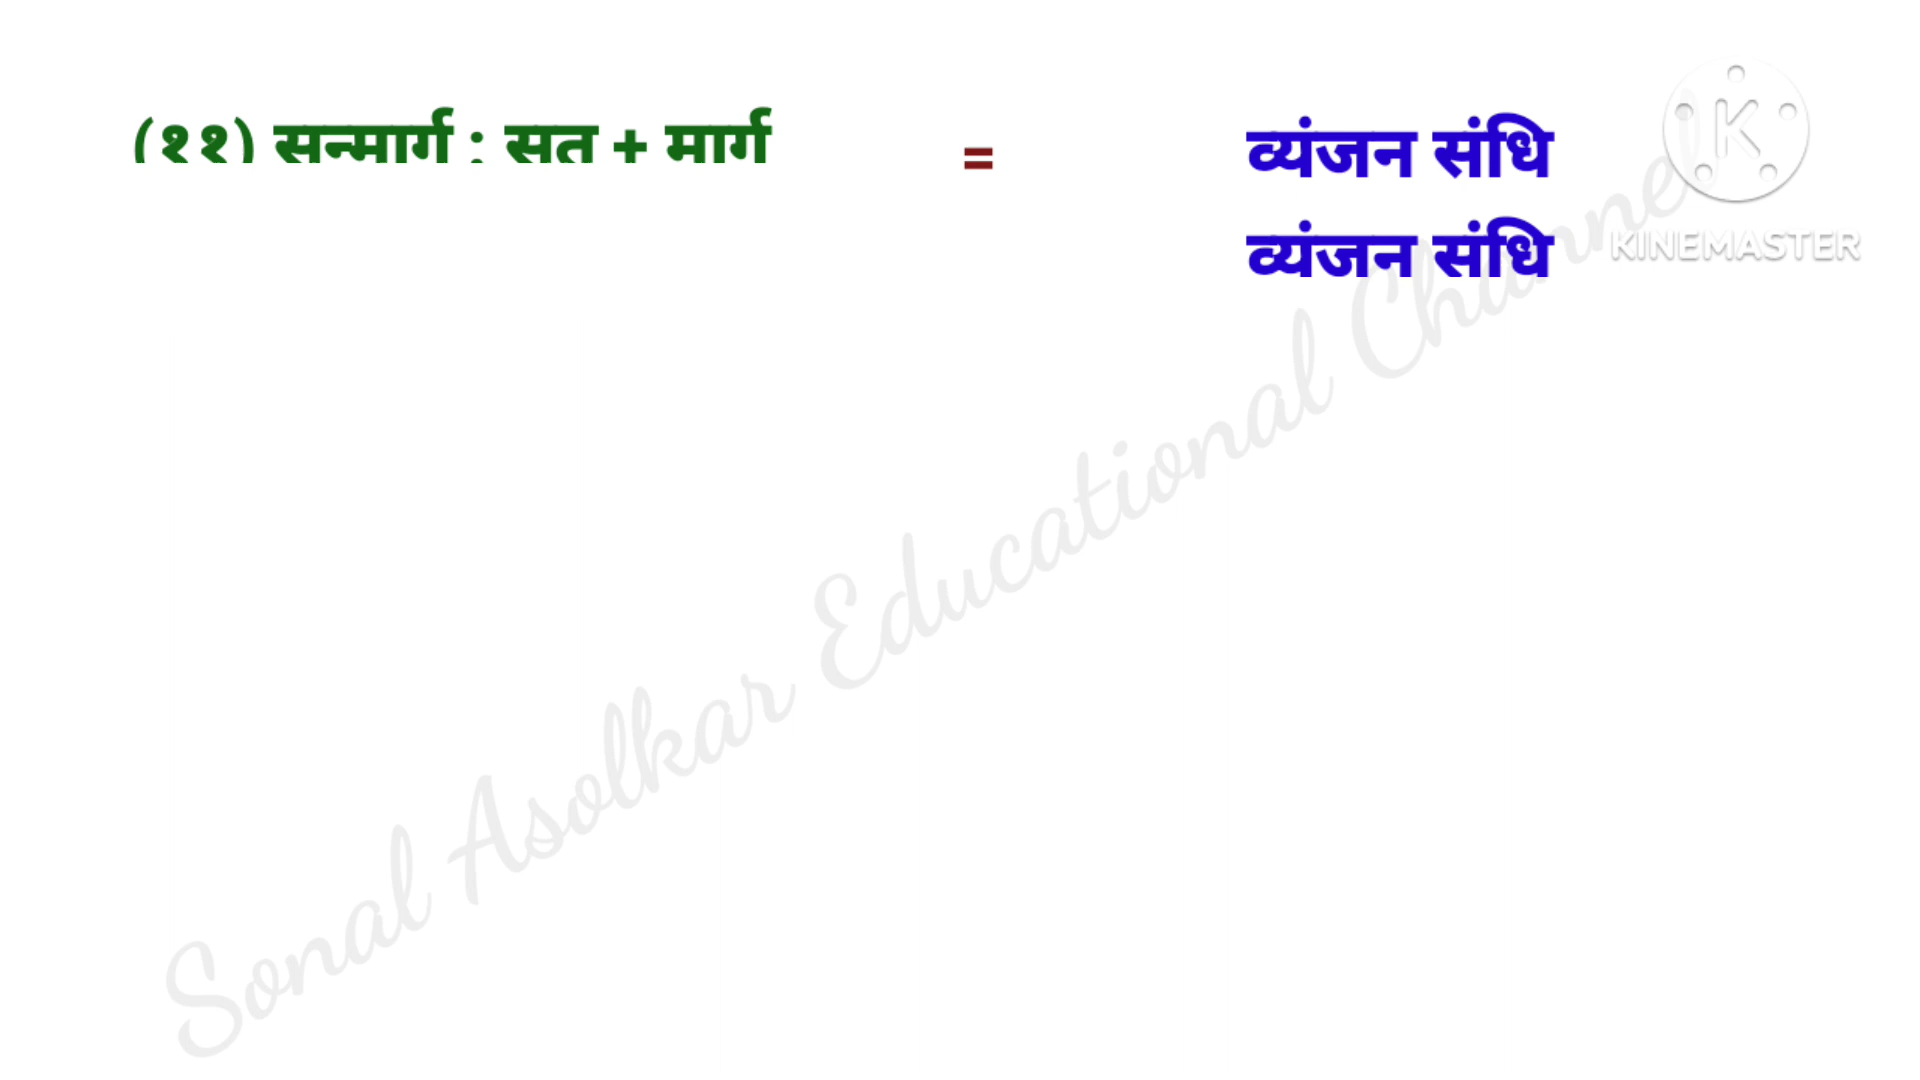 (११) सन्मार्ग : सत + मार्ग = व्यंजन संधि
व्यंजन संधि
K
KINEMASTER
Sonal Asolkar Educational Channel